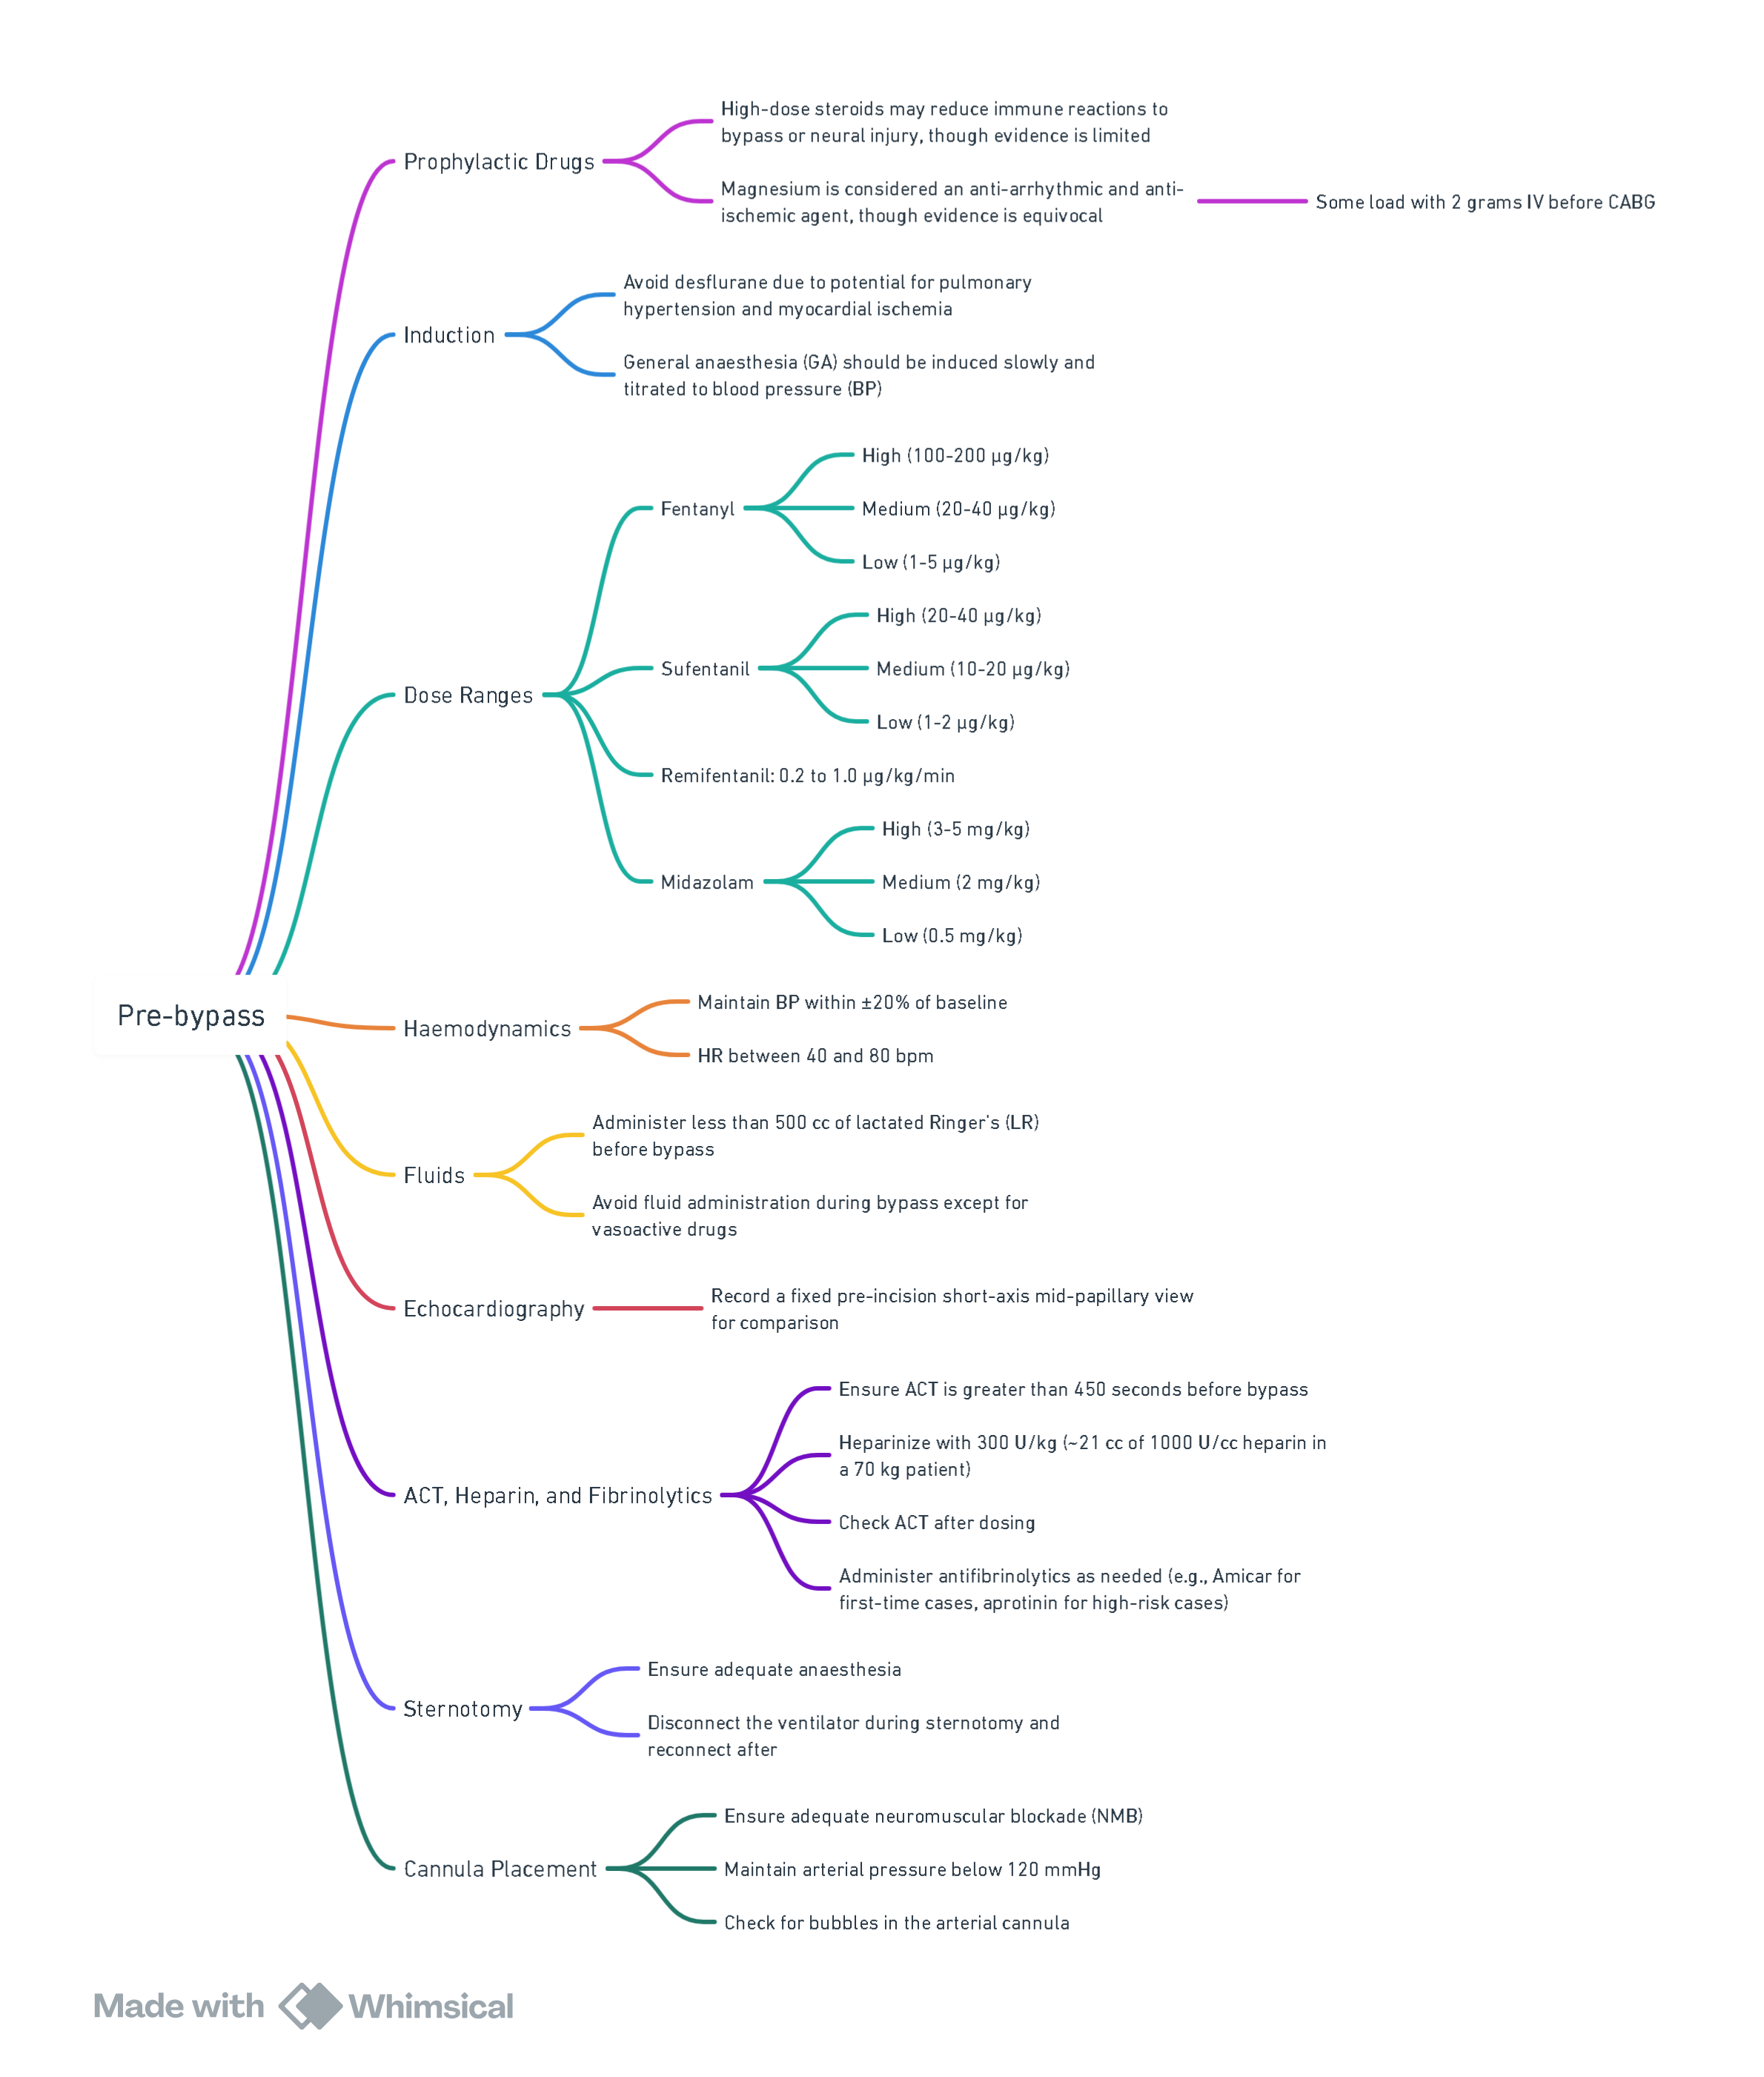 High-dose steroids may reduce immune reactions to
bypass or neural injury, though evidence is limited
Prophylactic Drugs
Magnesium is considered an anti-arrhythmic and anti-
ischemic agent, though evidence is equivocal
Some load with 2 grams IV before CABG
Avoid desflurane due to potential for pulmonary
hypertension and myocardial ischemia
Induction
General anaesthesia (GA) should be induced slowly and
titrated to blood pressure (BP)
High (100-200 µg/kg)
Fentanyl
Medium (20-40 µg/kg)
Low (1-5 µg/kg)
High (20-40 µg/kg)
Sufentanil
Medium (10-20 µg/kg)
Dose Ranges
Low (1-2 µg/kg)
Remifentanil: 0.2 to 1.0 µg/kg/min
High (3-5 mg/kg)
Midazolam
Medium (2 mg/kg)
Low (0.5 mg/kg)
Pre-bypass
Maintain BP within ±20% of baseline
Haemodynamics
HR between 40 and 80 bpm
Administer less than 500 cc of lactated Ringer's (LR)
before bypass
Fluids
Avoid fluid administration during bypass except for
vasoactive drugs
Echocardiography
Record a fixed pre-incision short-axis mid-papillary view
for comparison
Ensure ACT is greater than 450 seconds before bypass
Heparinize with 300 U/kg (~21 cc of 1000 U/cc heparin in
a 70 kg patient)
ACT, Heparin, and Fibrinolytics
Check ACT after dosing
Administer antifibrinolytics as needed (e.g., Amicar for
first-time cases, aprotinin for high-risk cases)
Ensure adequate anaesthesia
Sternotomy
Disconnect the ventilator during sternotomy and
reconnect after
Ensure adequate neuromuscular blockade (NMB)
Cannula Placement
Maintain arterial pressure below 120 mmHg
Check for bubbles in the arterial cannula
Made with Whimsical